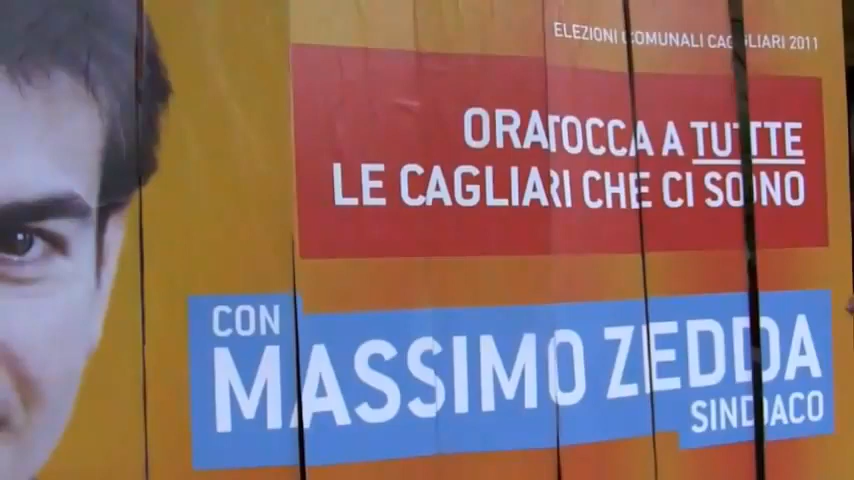 ELEZIONI COMUNALI CAGLIARI 2011
ORA TOCCA A TUTTE
LE CAGLIARI CHE CI SONO
CON
MASSIMO ZEDDA
SINDACO